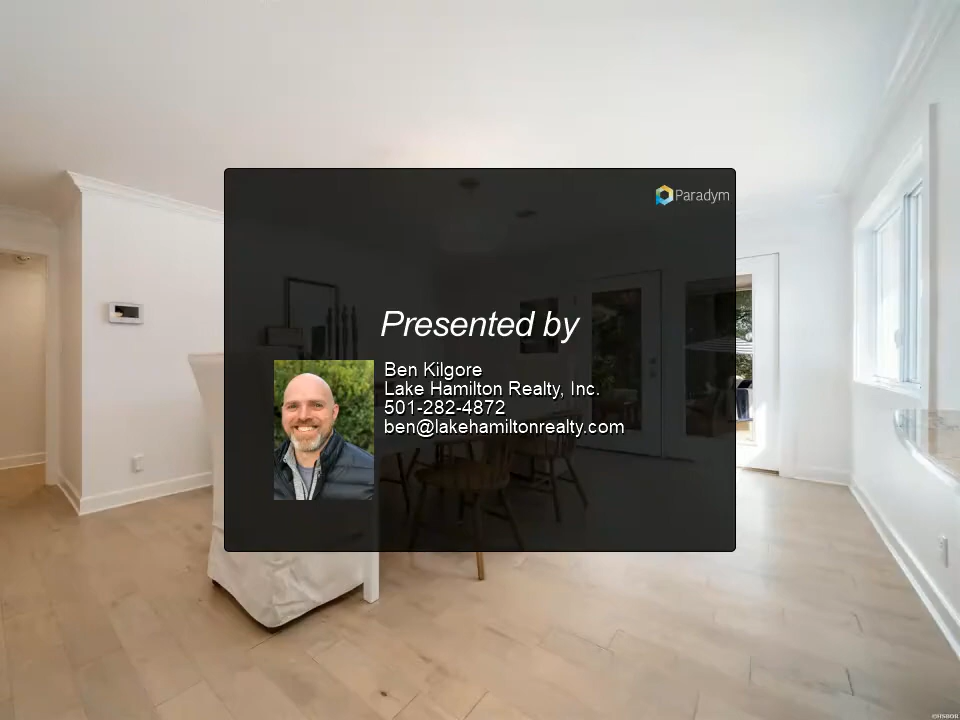 Paradym
Presented by
Ben Kilgore
Lake Hamilton Realty, Inc.
501-282-4872
ben@lakehamiltonrealty.com